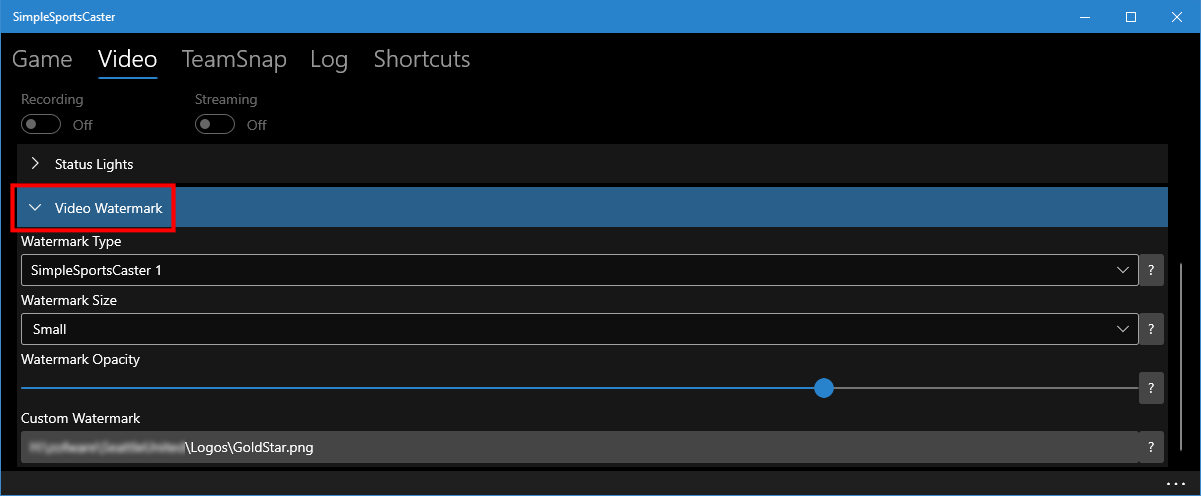 SimpleSportsCaster
Game Video TeamSnap Log Shortcuts
Recording Streaming
Off Off
Status Lights
Video Watermark
Watermark Type
SimpleSportsCaster 1 ?
Watermark Size
Small ?
Watermark Opacity
?
Custom Watermark
\Logos\GoldStar.png ?